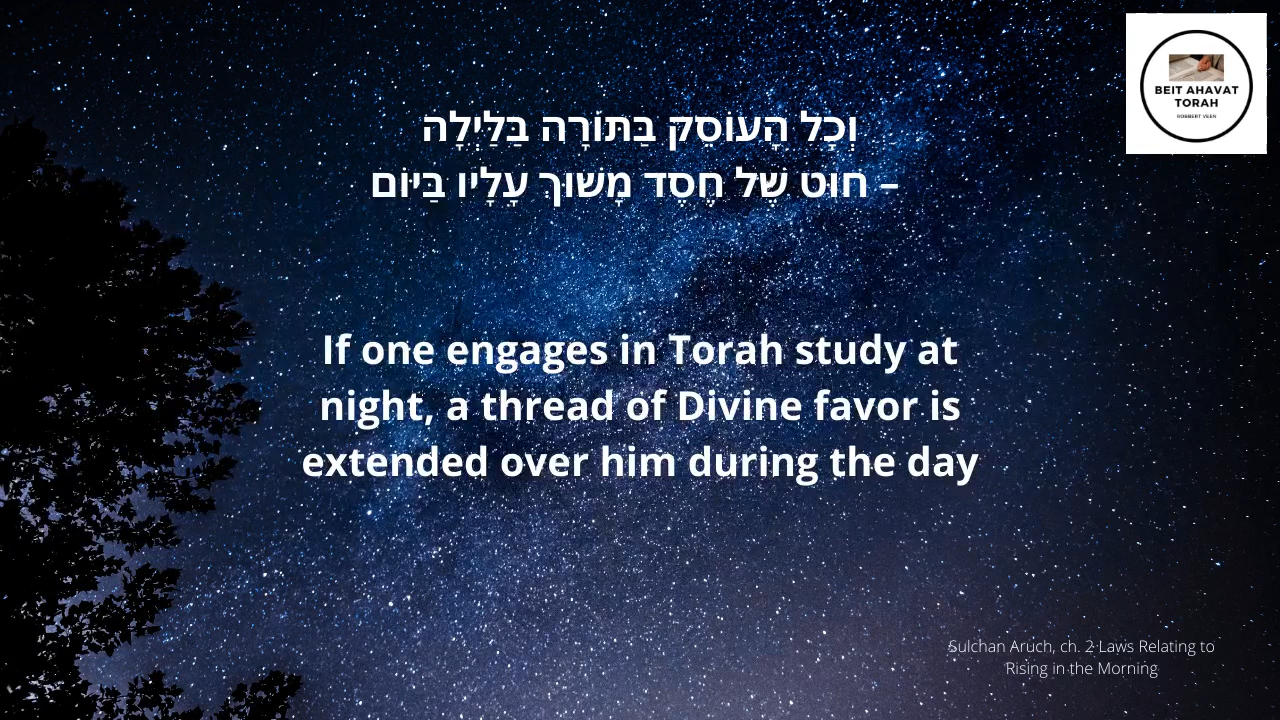 וְכָל הָעוֹסֵק בַּתּוֹרָה בַּלַּיְלָה
– חוּט שֶׁל חֶסֶד מָשׁוּךְ עָלָיו בַּיּוֹם
If one engages in Torah study at
night, a thread of Divine favor is
extended over him during the day
Sulchan Aruch, ch. 2 Laws Relating to
Rising in the Morning
BEIT AHAVAT
TORAH
ROBBERT VEEN